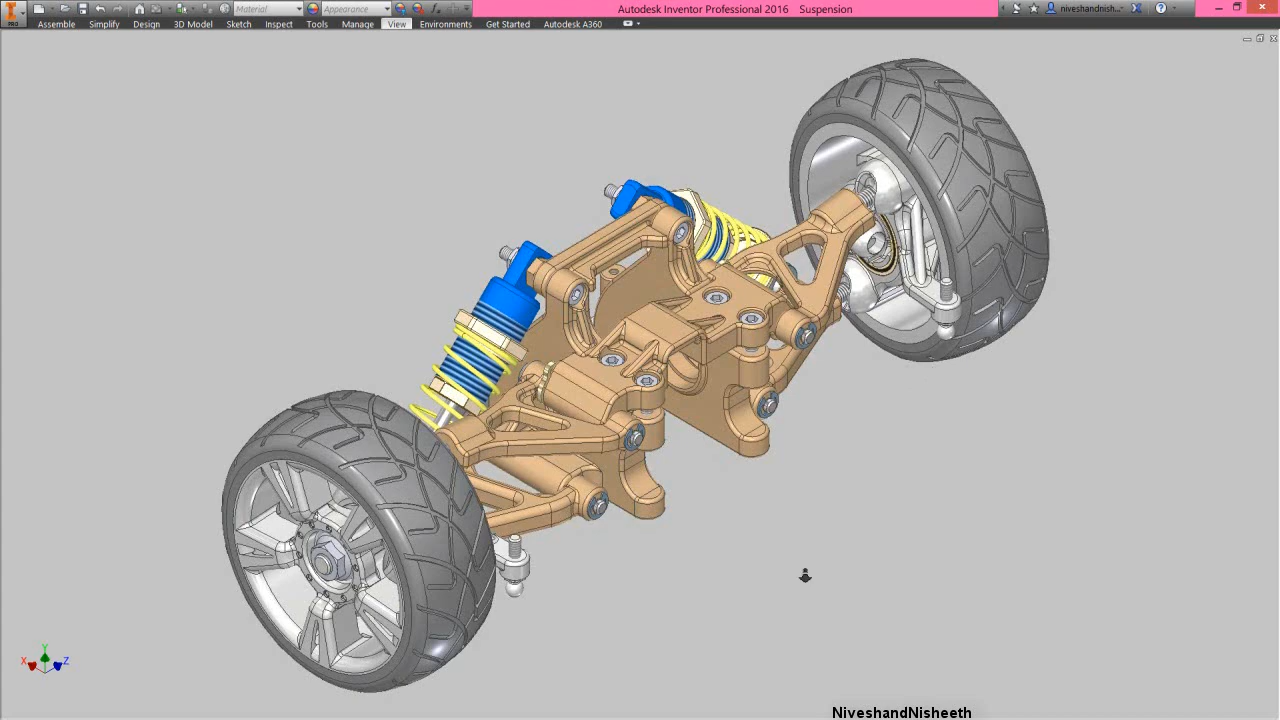 Material
Appearance
Autodesk Inventor Professional 2016 Suspension
niveshandnish...
PRO
Assemble Simplify Design 3D Model Sketch Inspect Tools Manage View Environments Get Started Autodesk A360
Y
X Z
NiveshandNisheeth